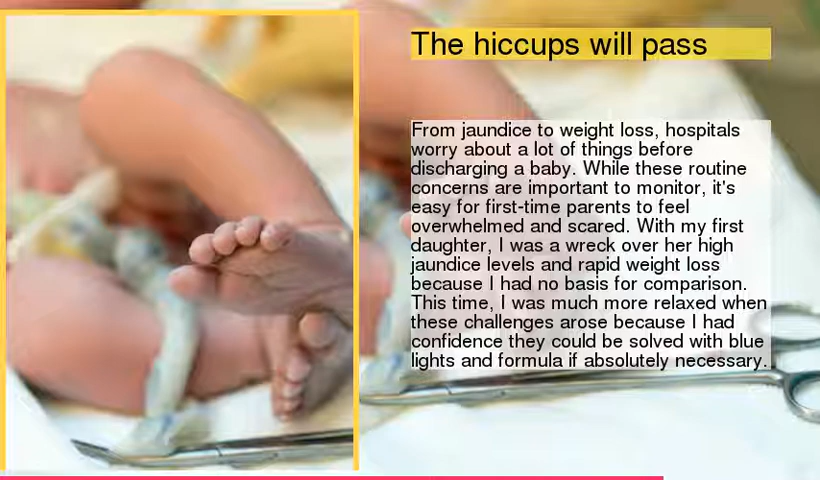 The hiccups will pass
From jaundice to weight loss, hospitals
worry about a lot of things before
discharging a baby. While these routine
concerns are important to monitor, it's
easy for first-time parents to feel
overwhelmed and scared. With my first
daughter, I was a wreck over her high
jaundice levels and rapid weight loss
because I had no basis for comparison.
This time, I was much more relaxed when
these challenges arose because I had
confidence they could be solved with blue
lights and formula if absolutely necessary.